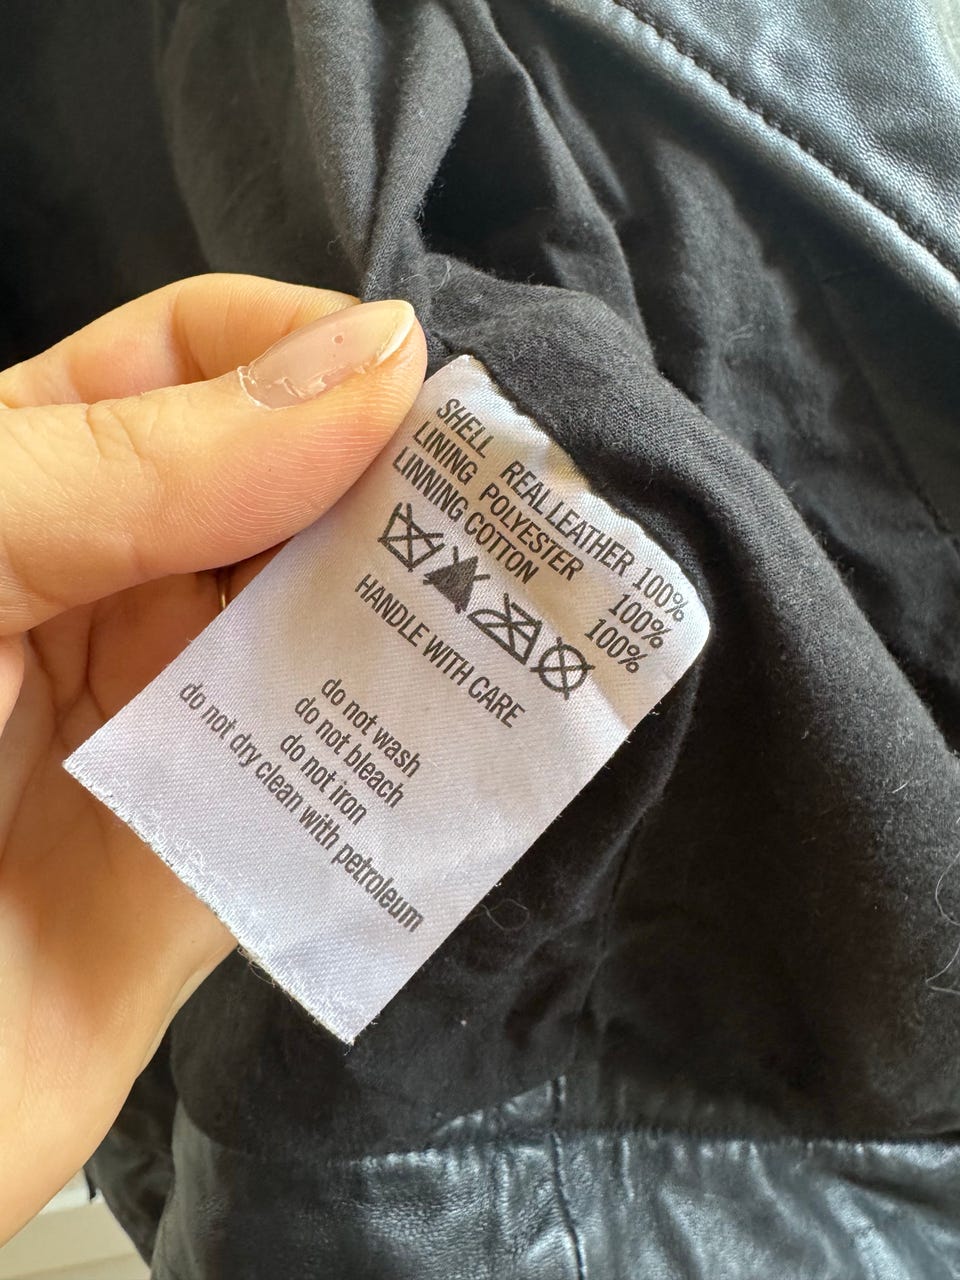 SHELL REAL LEATHER 100%
LINING POLYESTER 100%
LINNING COTTON 100%
HANDLE WITH CARE
do not wash
do not bleach
do not iron
do not dry clean with petroleum